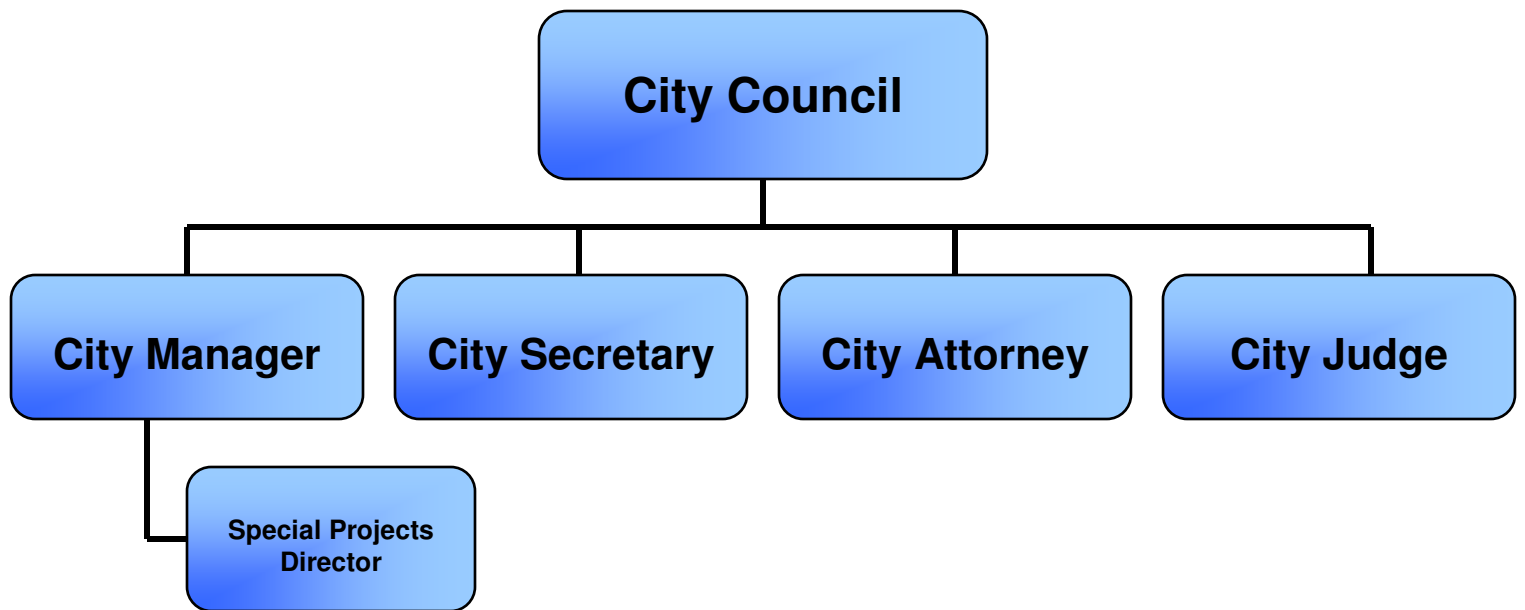 City Council
City Manager
City Secretary
City Attorney
City Judge
Special Projects
Director